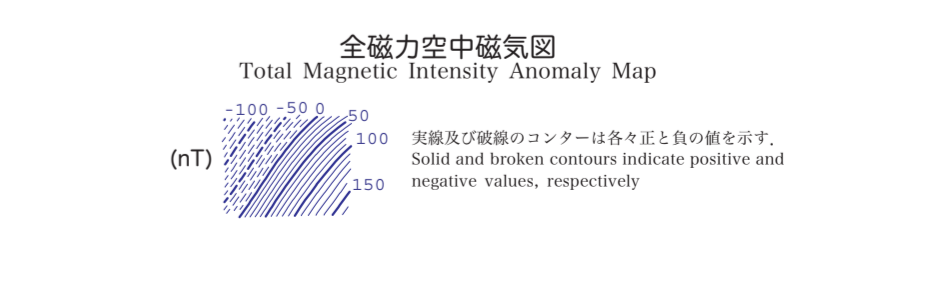 全磁力空中磁気図
Total Magnetic Intensity Anomaly Map
-100 -50 0 50
100
150
(nT)
実線及び破線のコンターは各々正と負の値を示す.
Solid and broken contours indicate positive and
negative values, respectively